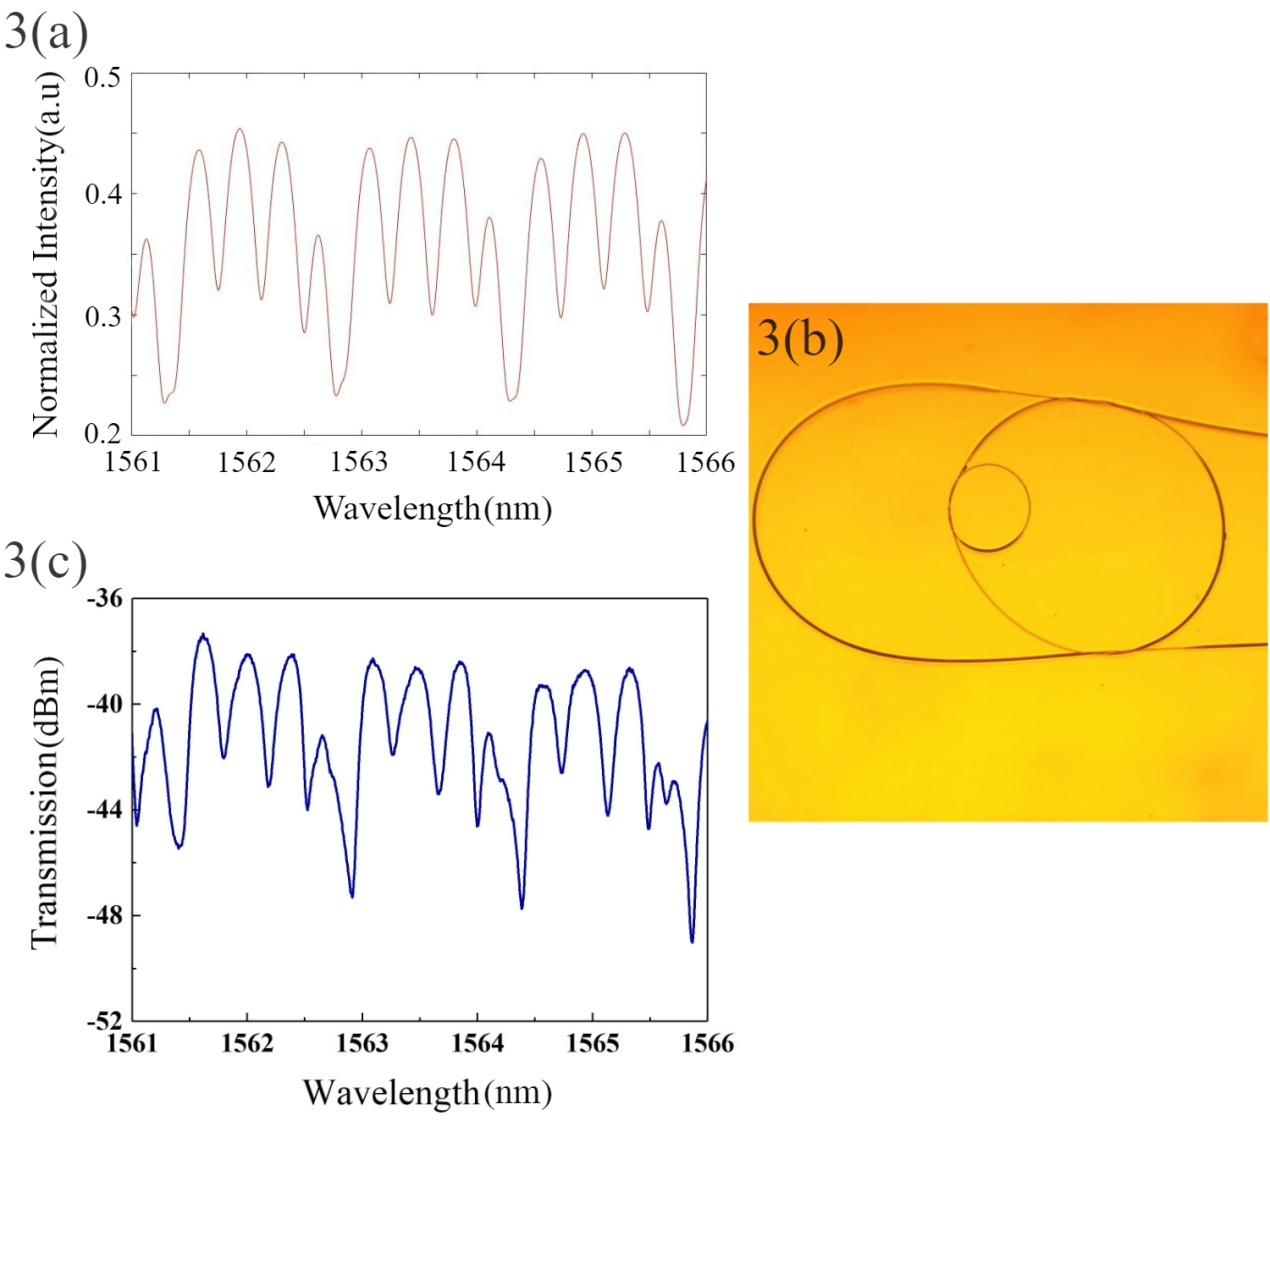 3(a)
Normalized Intensity(a.u)
0.5
0.4
0.3
0.2
1561 1562 1563 1564 1565 1566
Wavelength(nm)
3(b)
3(c)
Transmission(dBm)
-36
-40
-44
-48
-52
1561 1562 1563 1564 1565 1566
Wavelength(nm)